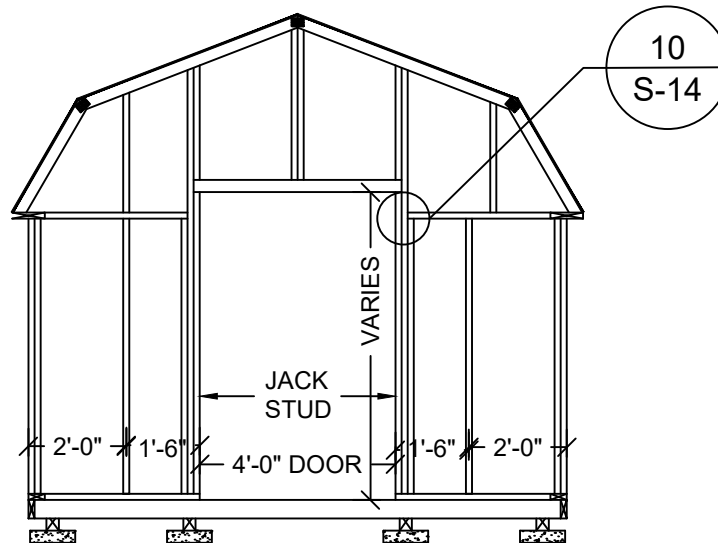 10
S-14
VARIES
JACK
STUD
2'-0" 1'-6" 1'-6" 2'-0"
4'-0" DOOR